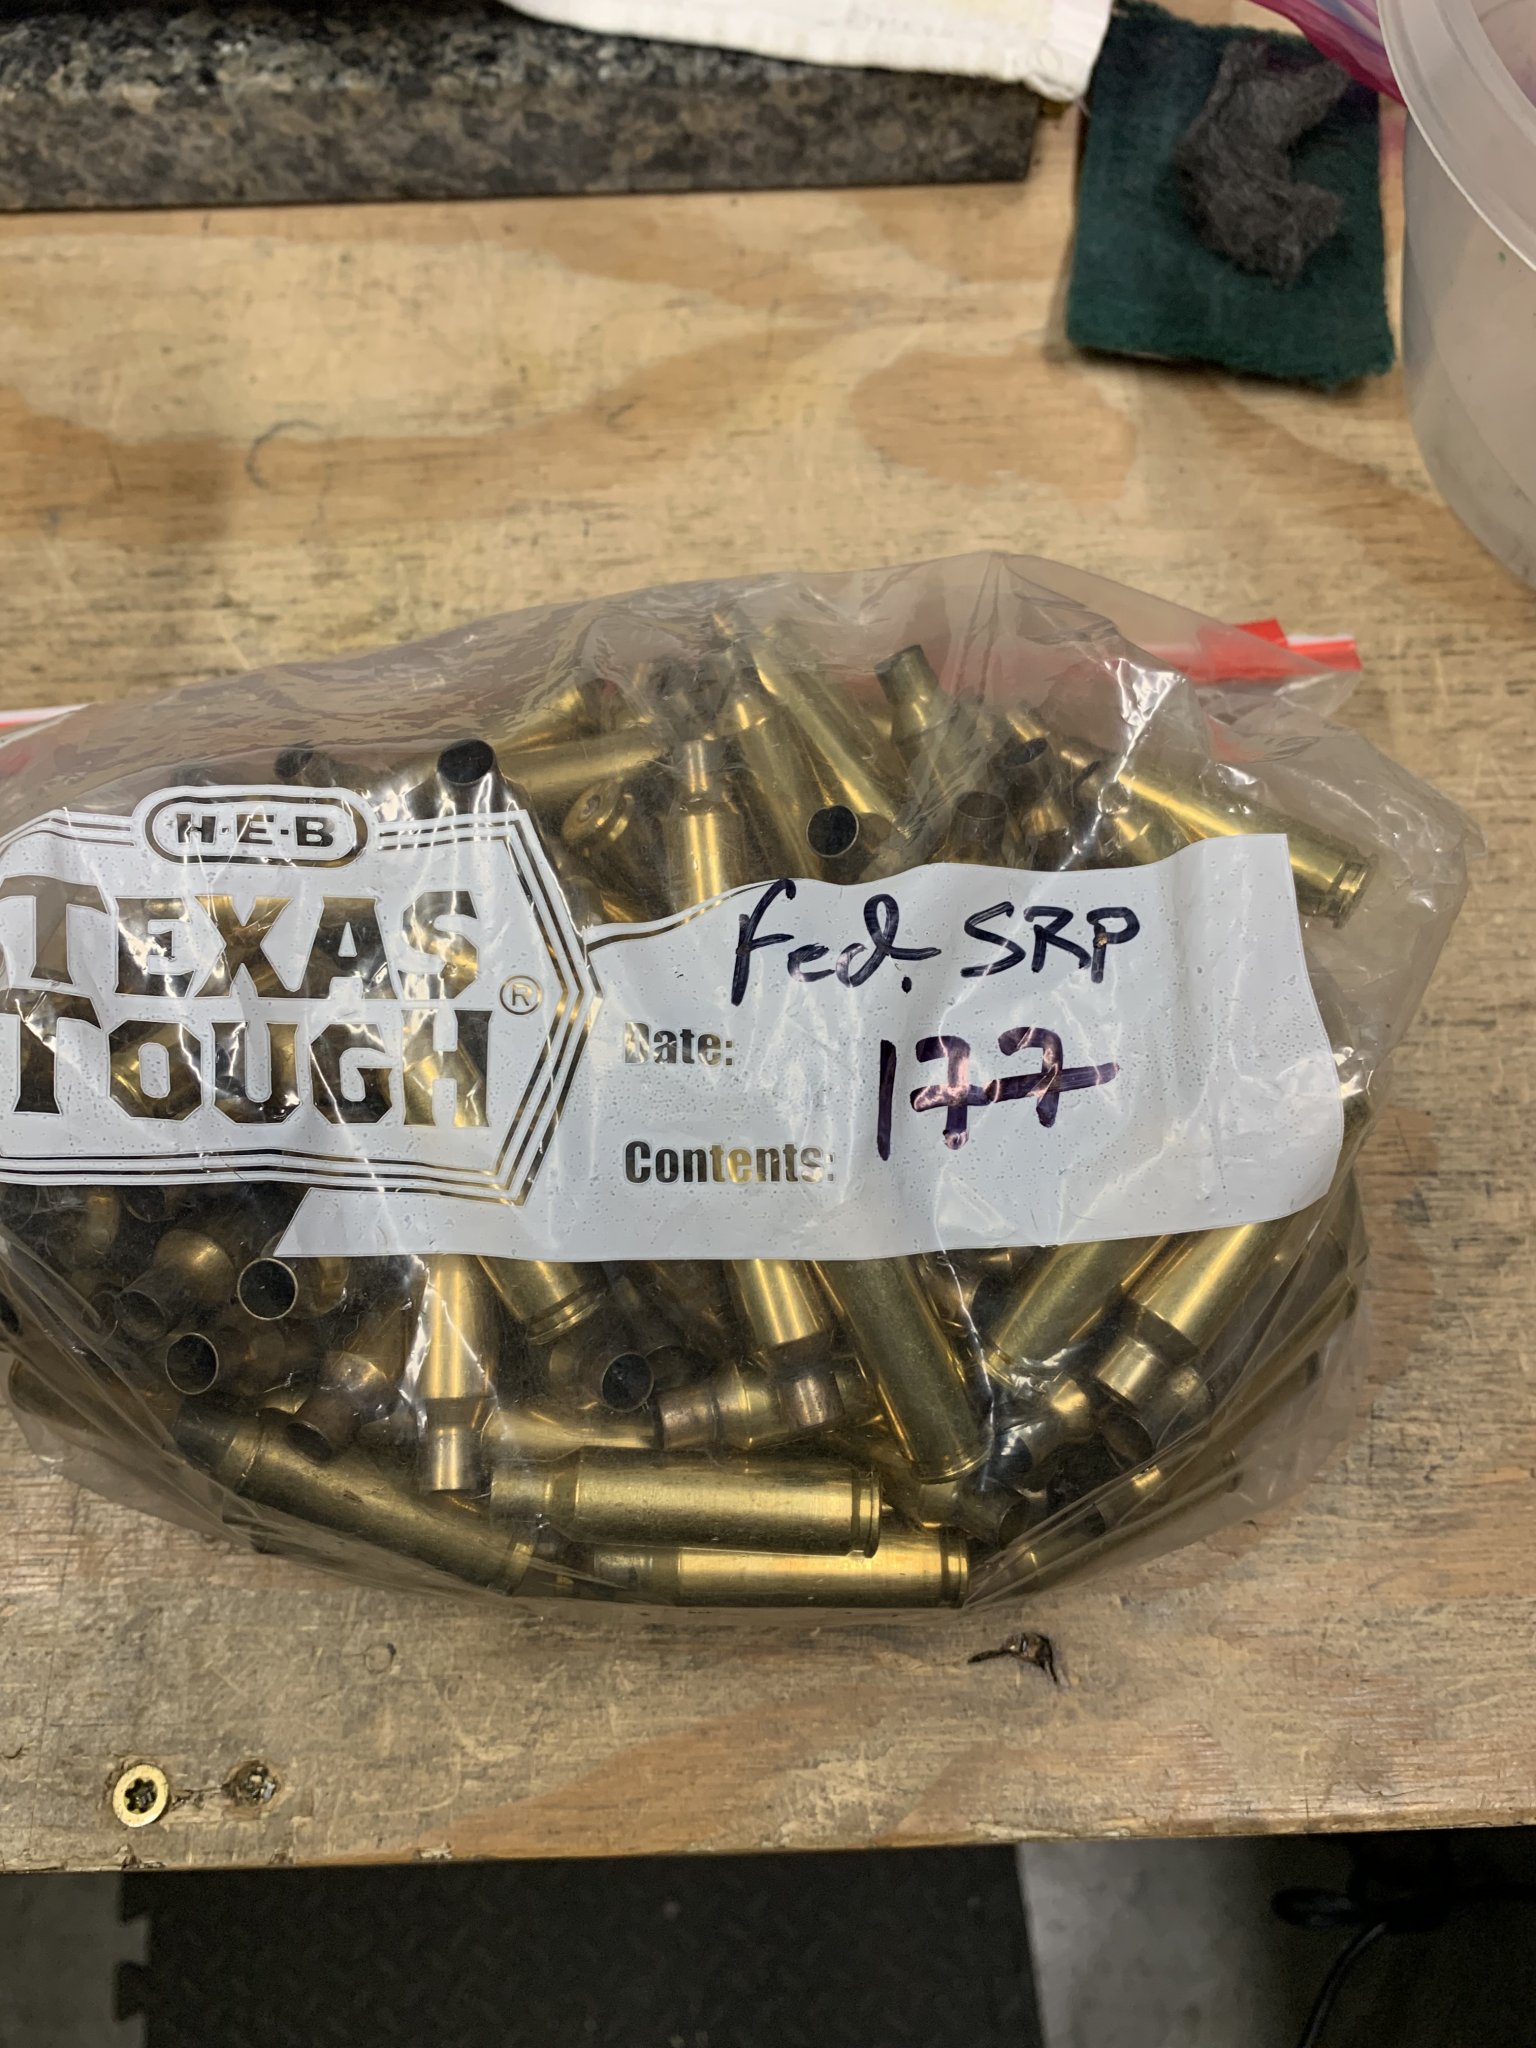 H-E-B
TEXAS
TOUGH®
Fed. SRP
Date:
177
Contents: